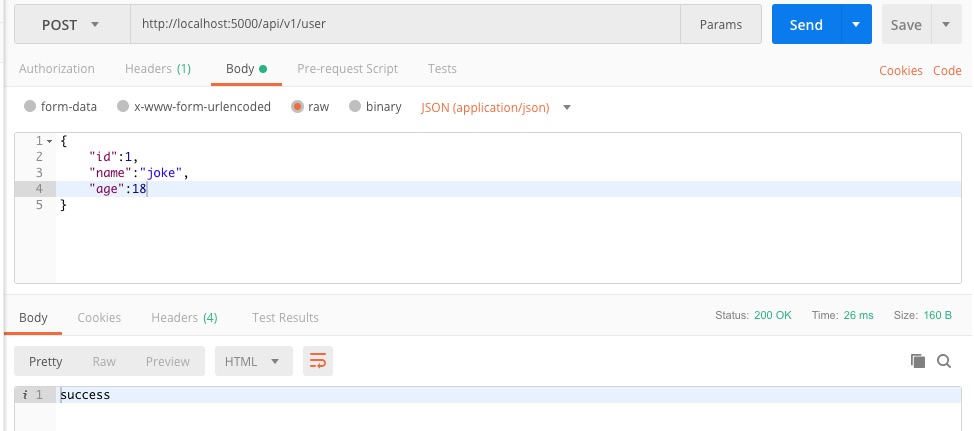 POST http://localhost:5000/api/v1/user Params Send Save
Authorization Headers (1) Body Pre-request Script Tests Cookies Code
form-data x-www-form-urlencoded raw binary JSON (application/json)
1 {
2 "id":1,
3 "name":"joke",
4 "age":18
5 }
Body Cookies Headers (4) Test Results Status: 200 OK Time: 26 ms Size: 160 B
Pretty Raw Preview HTML
i 1 success